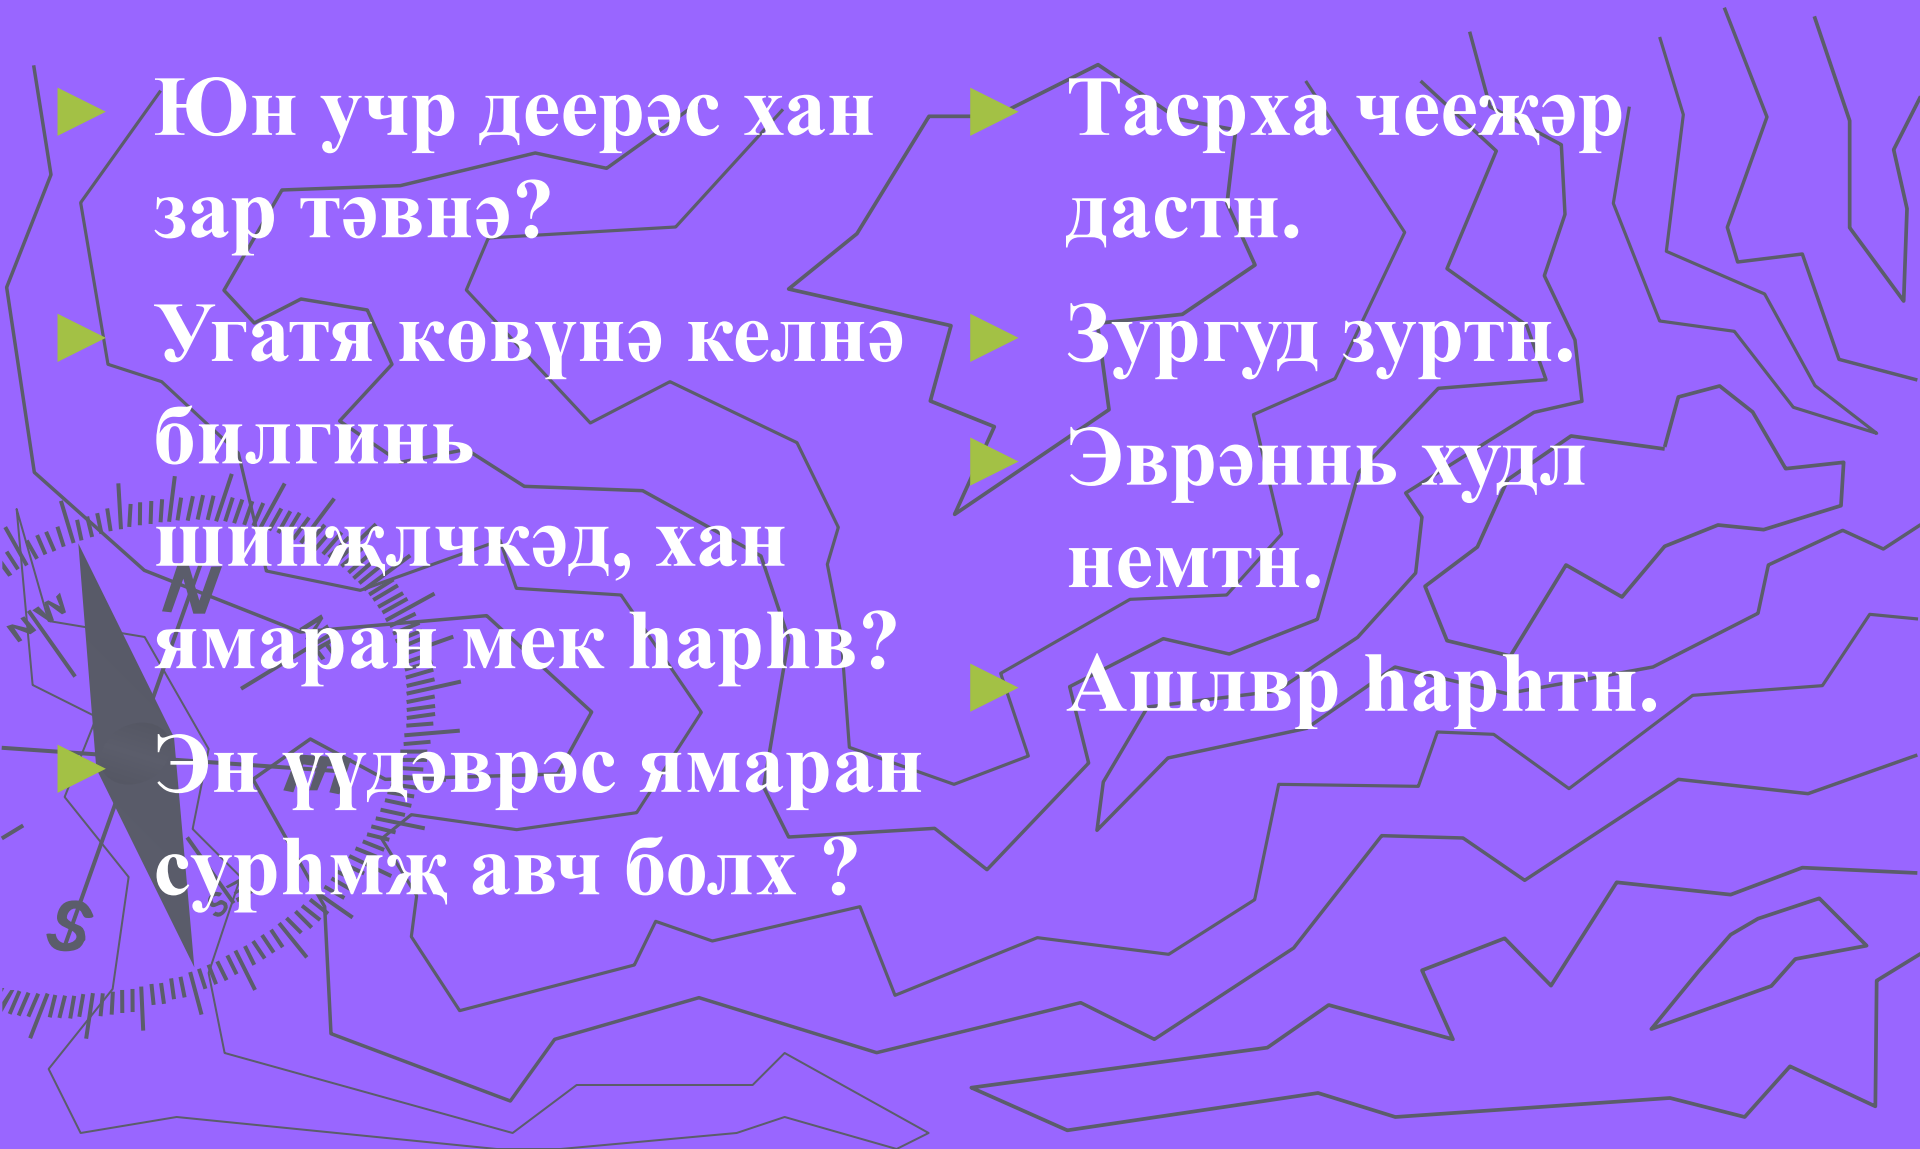 Юн учр деерәс хан
зар тәвнә?
Угатя көвүнә келнә
билгинь
шинҗлчкәд, хан
ямаран мек һарһв?
Эн үүдәврәс ямаран
сурһмҗ авч болх ?
Тасрха чееҗәр
дастн.
Зургуд зуртн.
Эврәннь худл
немтн.
Ашлвр һарһтн.
N
S